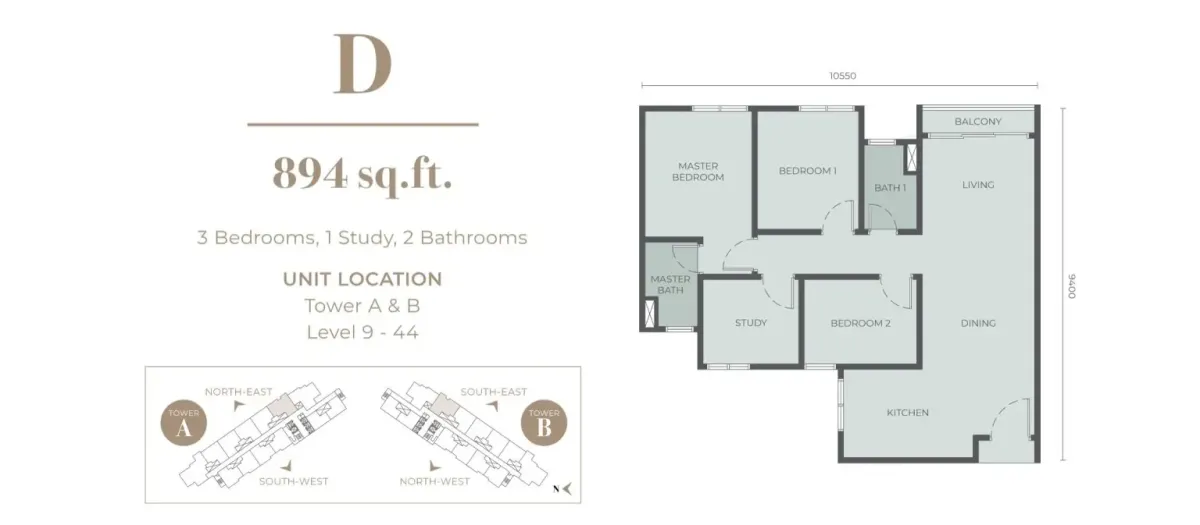 D
894 sq.ft.
3 Bedrooms, 1 Study, 2 Bathrooms
UNIT LOCATION
Tower A & B
Level 9 - 44
NORTH-EAST
TOWER
A
SOUTH-WEST
SOUTH-EAST
TOWER
B
NORTH-WEST
N
10550
BALCONY
MASTER
BEDROOM
BEDROOM 1
BATH 1
LIVING
MASTER
BATH
STUDY
BEDROOM 2
DINING
KITCHEN
9400